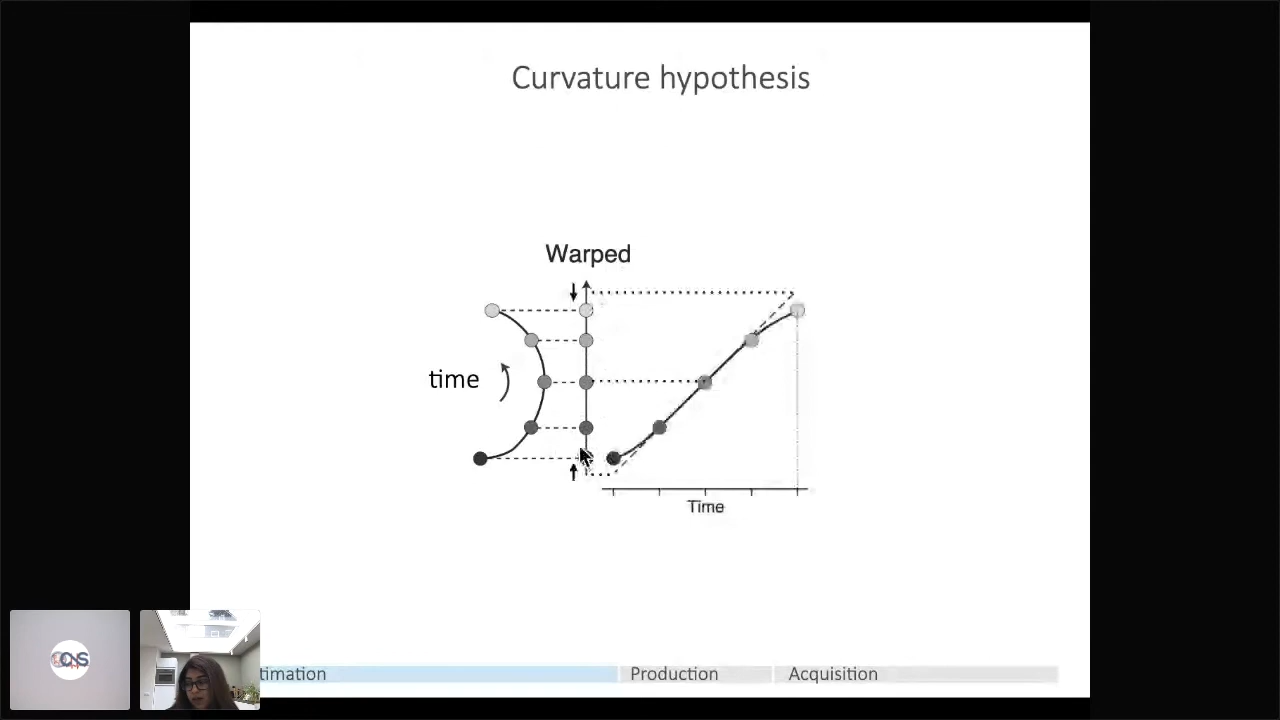 Curvature hypothesis
Warped
time
Time
timation
Production
Acquisition